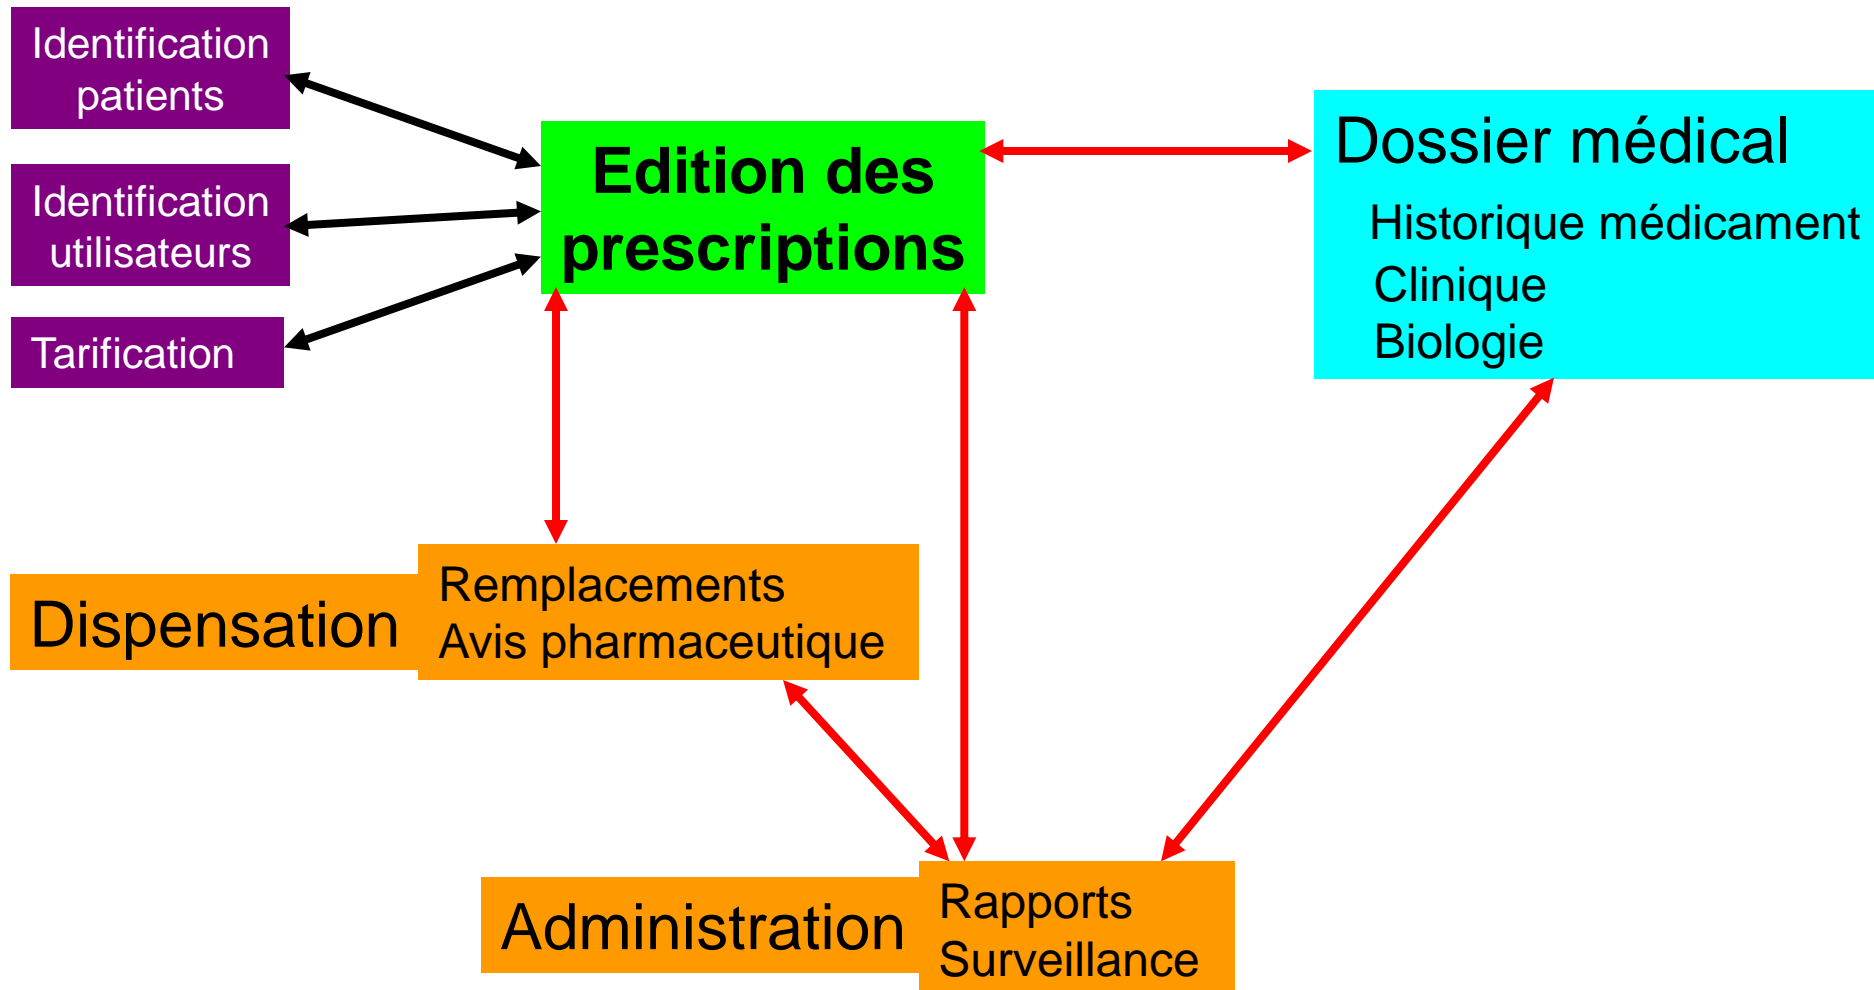 Identification
patients
Identification
utilisateurs
Tarification
Edition des
prescriptions
Dossier médical
Historique médicament
Clinique
Biologie
Dispensation
Remplacements
Avis pharmaceutique
Administration
Rapports
Surveillance